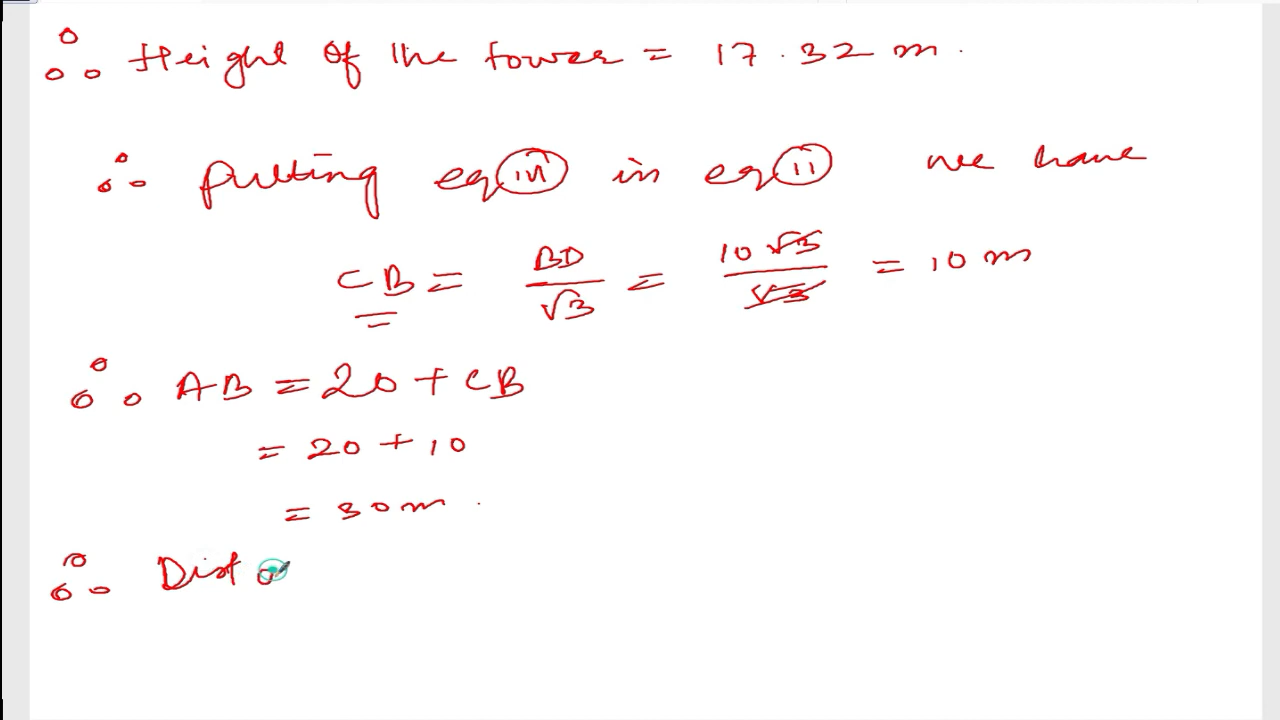 ∴ Height of the tower = 17.32 m.
∴ putting eq (iii) in eq (ii) we have
CB = BD/√3 = 10√3/√3 = 10 m
∴ AB = 20 + CB
= 20 + 10
= 30 m.
∴ Dist